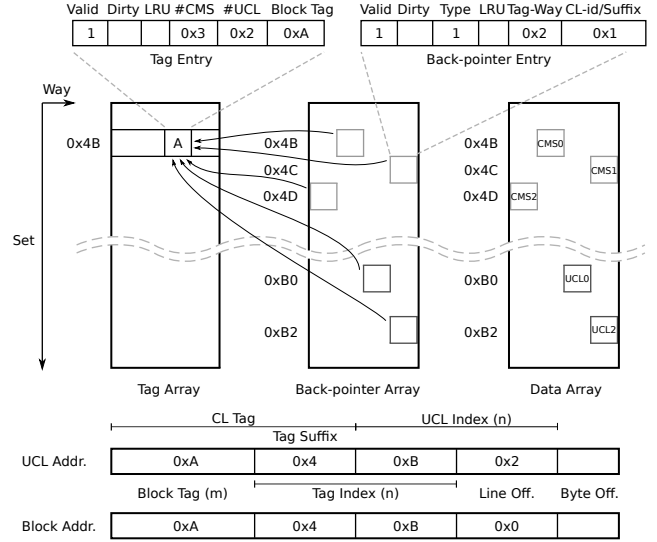 Valid Dirty LRU #CMS #UCL Block Tag
1 0x3 0x2 0xA
Tag Entry
Valid Dirty Type LRU Tag-Way CL-id/Suffix
1 1 0x2 0x1
Back-pointer Entry
Way
0x4B A 0x4B 0x4B CMS0
0x4C 0x4C CMS1
0x4D 0x4D CMS2
Set
0xB0 0xB0 UCL0
0xB2 0xB2 UCL2
Tag Array Back-pointer Array Data Array
CL Tag UCL Index (n)
Tag Suffix
UCL Addr. 0xA 0x4 0xB 0x2
Block Tag (m) Tag Index (n) Line Off. Byte Off.
Block Addr. 0xA 0x4 0xB 0x0